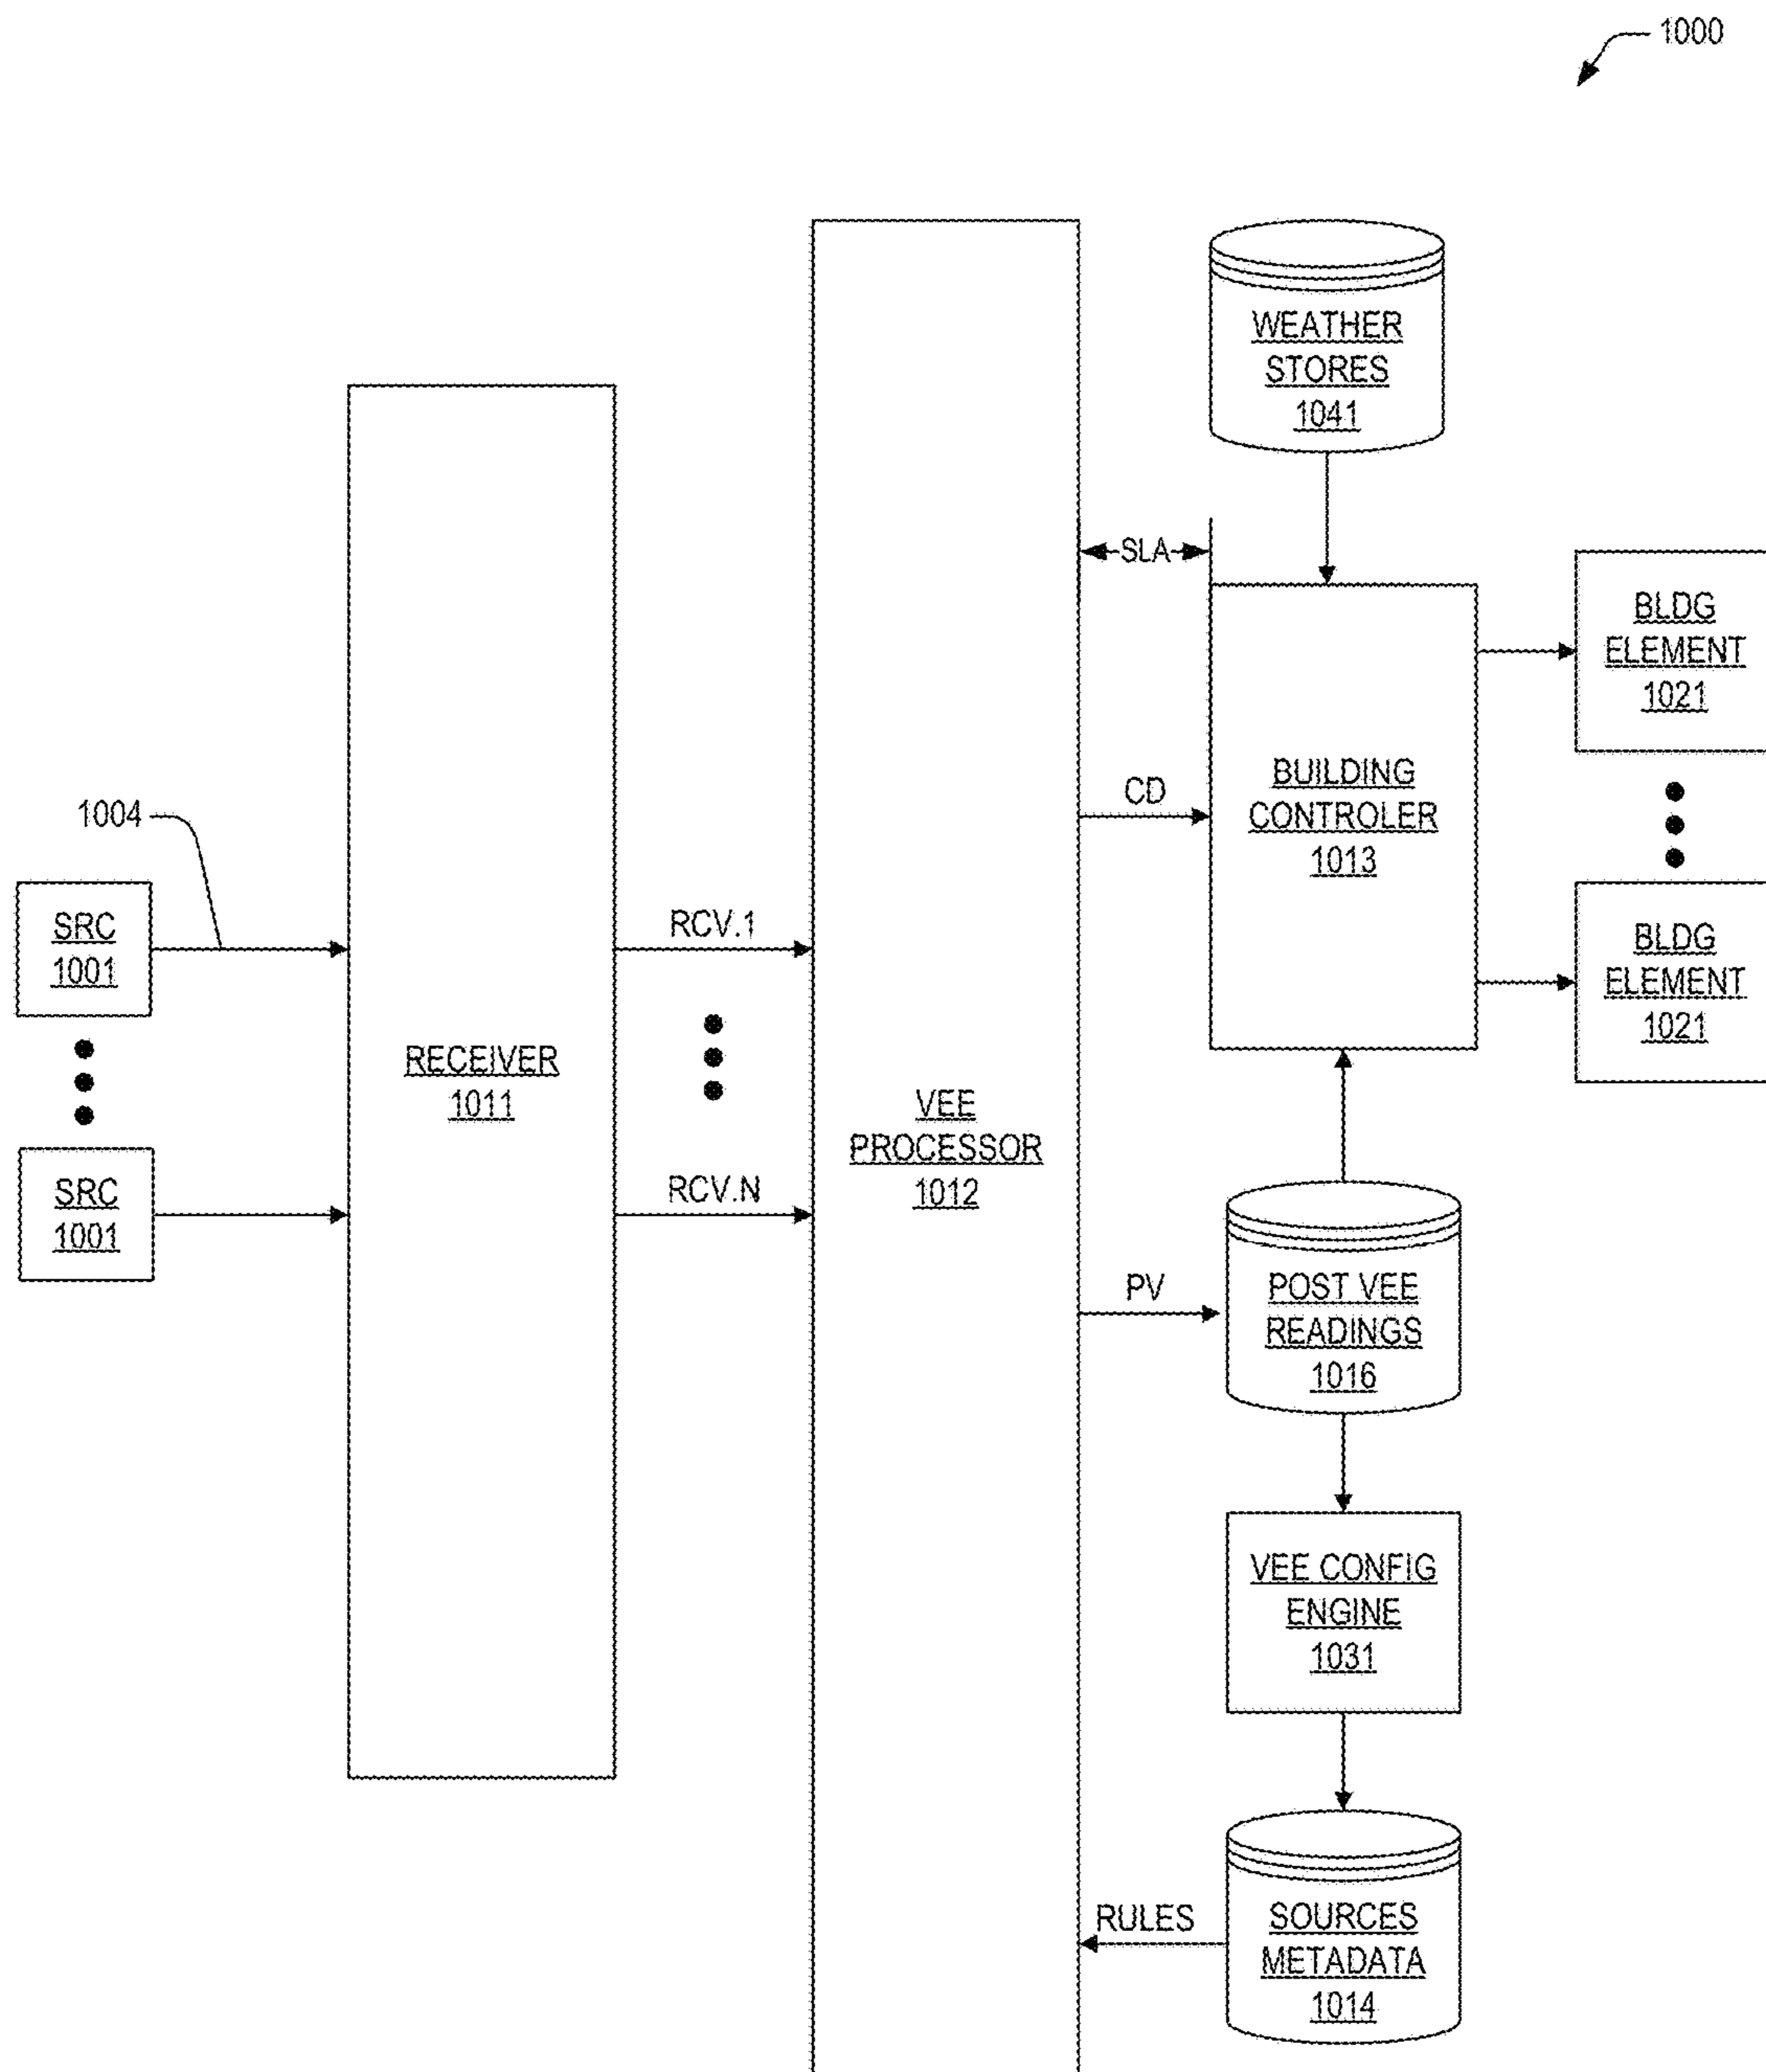 1000
WEATHER
STORES
1041
SLA
BLDG
ELEMENT
1021
BUILDING
CONTROLER
1013
CD
1004
SRC
1001
RCV.1
BLDG
ELEMENT
1021
RECEIVER
1011
VEE
PROCESSOR
1012
SRC
1001
RCV.N
PV
POST VEE
READINGS
1016
VEE CONFIG
ENGINE
1031
RULES
SOURCES
METADATA
1014